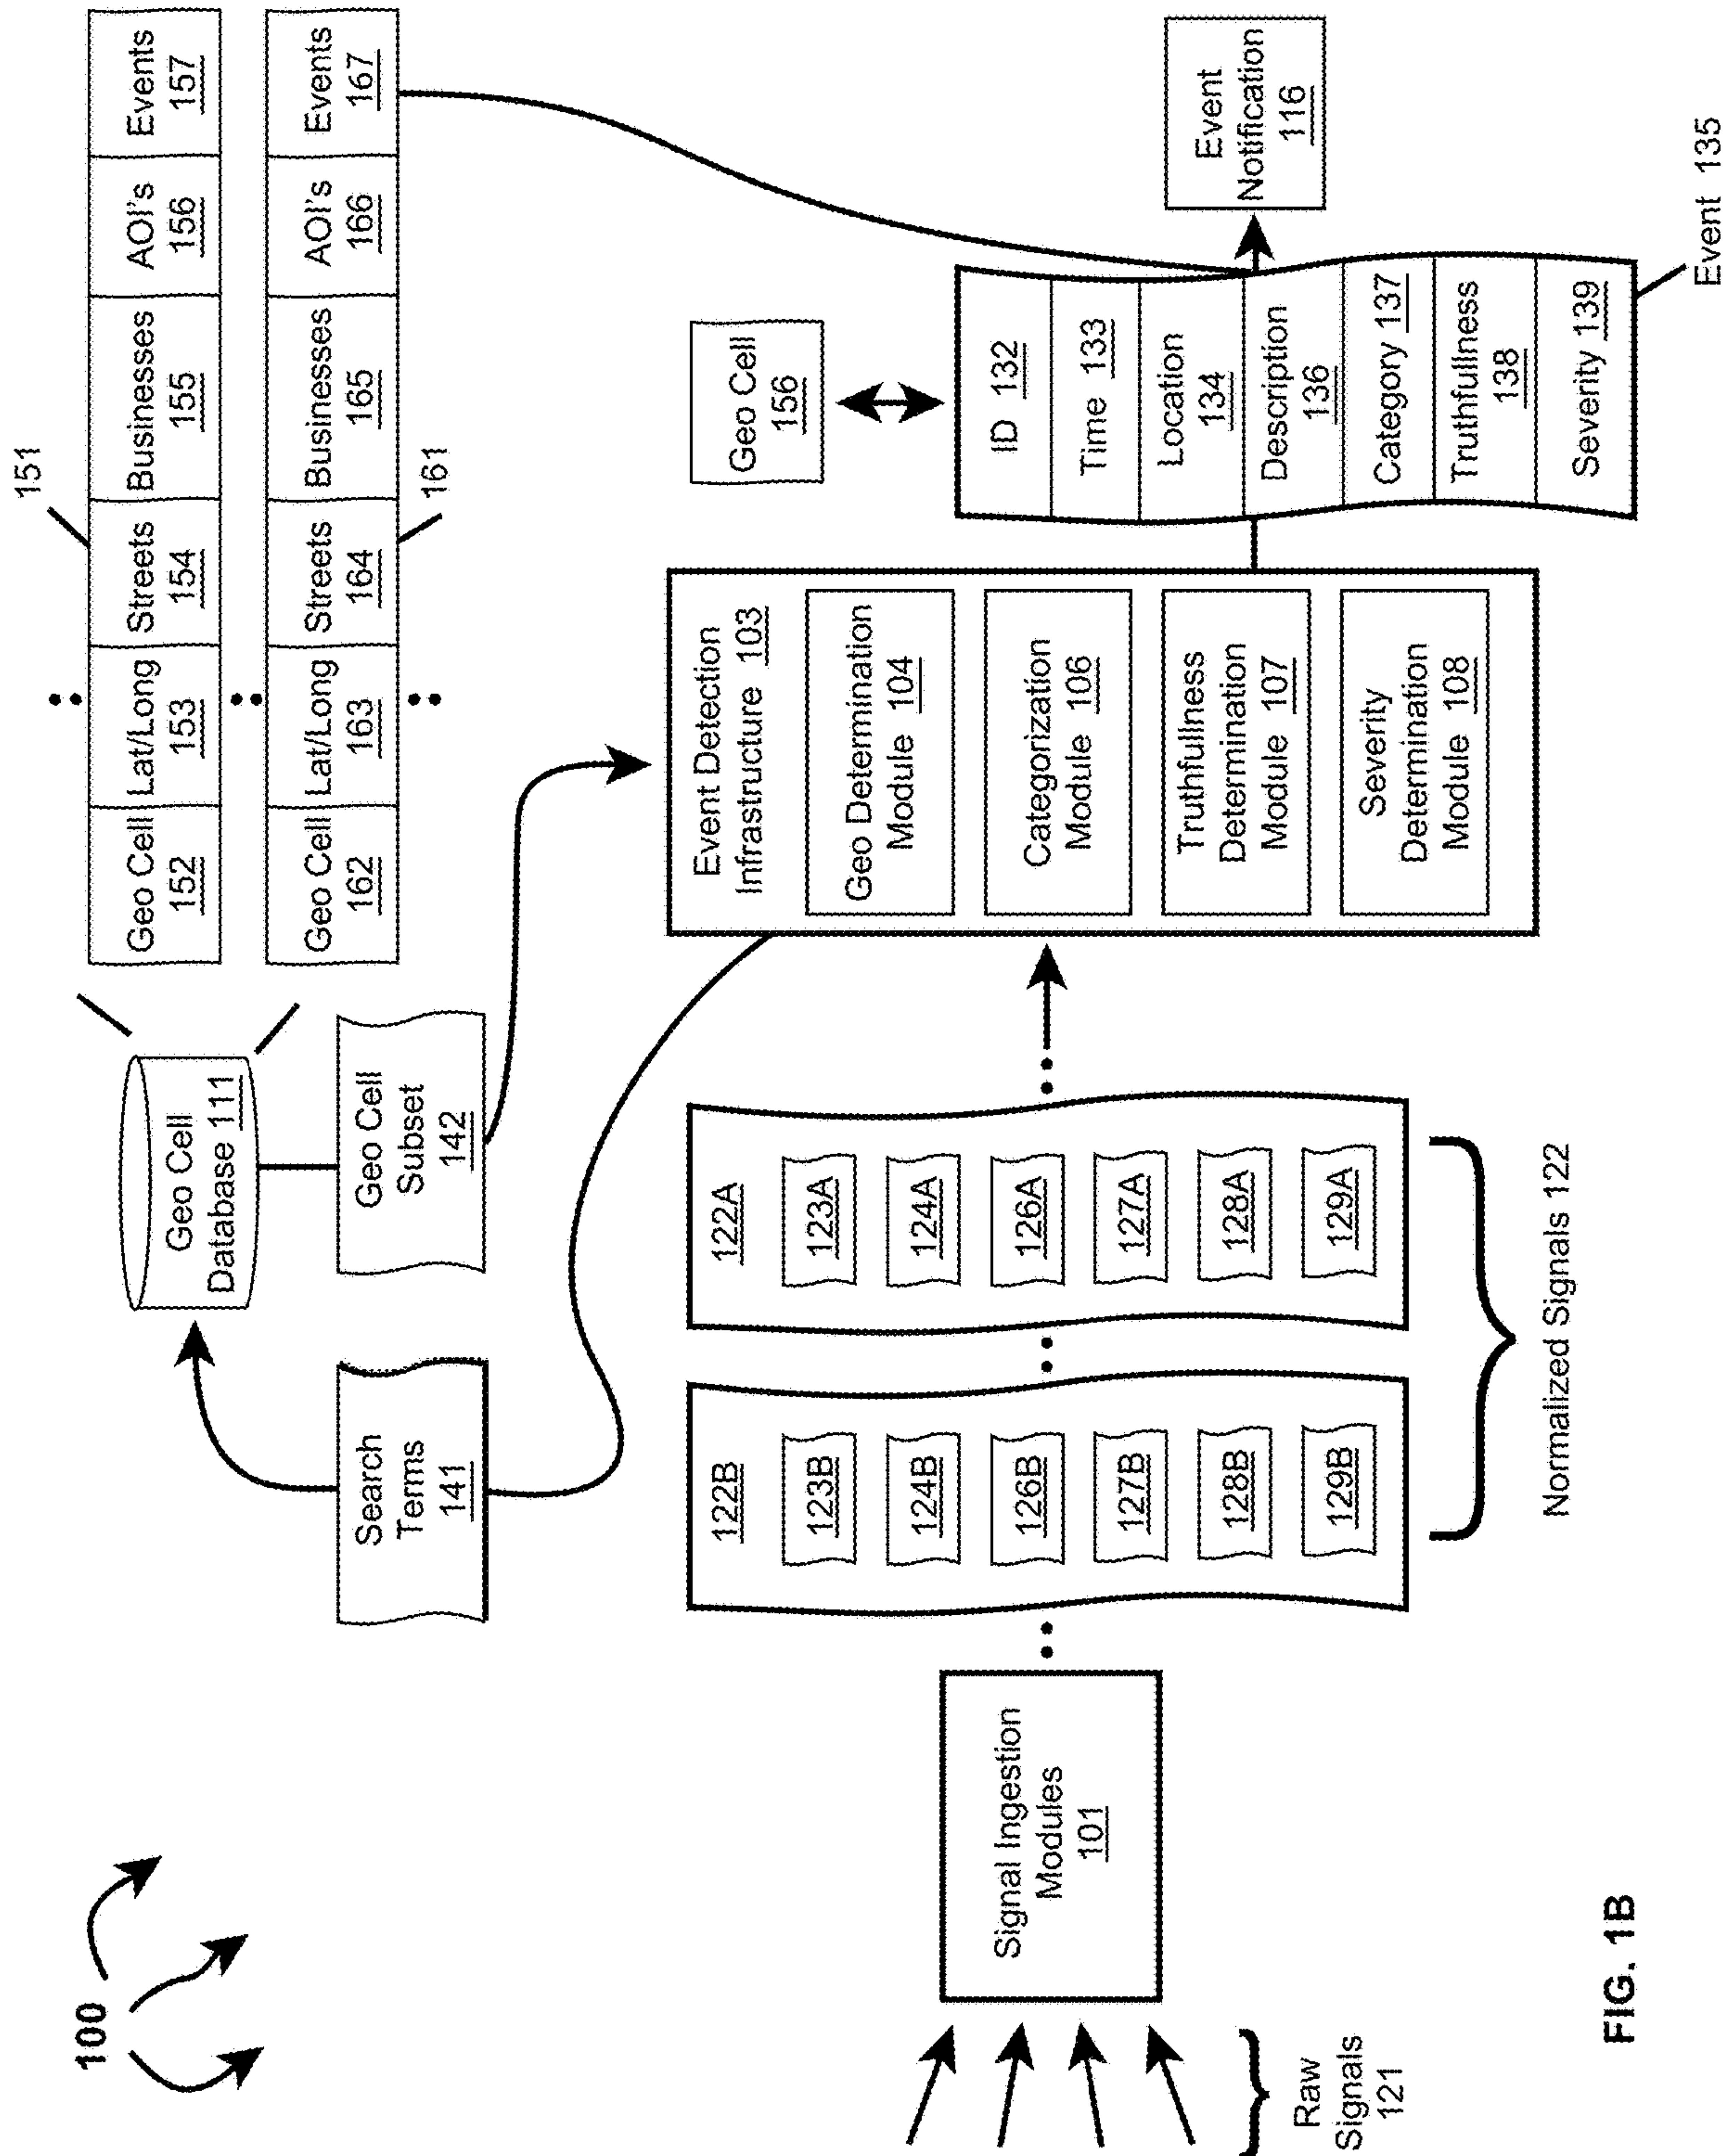 100
151
Geo Cell
152
Lat/Long
153
Streets
154
Businesses
155
AOI's
156
Events
157
Geo Cell
162
Lat/Long
163
Streets
164
Businesses
165
AOI's
166
Events
167
161
Geo Cell
Database 111
Search
Terms
141
Geo Cell
Subset
142
Raw
Signals
121
Signal Ingestion
Modules
101
122B
123B
124B
126B
127B
128B
129B
122A
123A
124A
126A
127A
128A
129A
Normalized Signals 122
Event Detection
Infrastructure 103
Geo Determination
Module 104
Categorization
Module 106
Truthfullness
Determination
Module 107
Severity
Determination
Module 108
Geo Cell
156
ID 132
Time 133
Location
134
Description
136
Category 137
Truthfullness
138
Severity 139
Event 135
Event
Notification
116
FIG. 1B